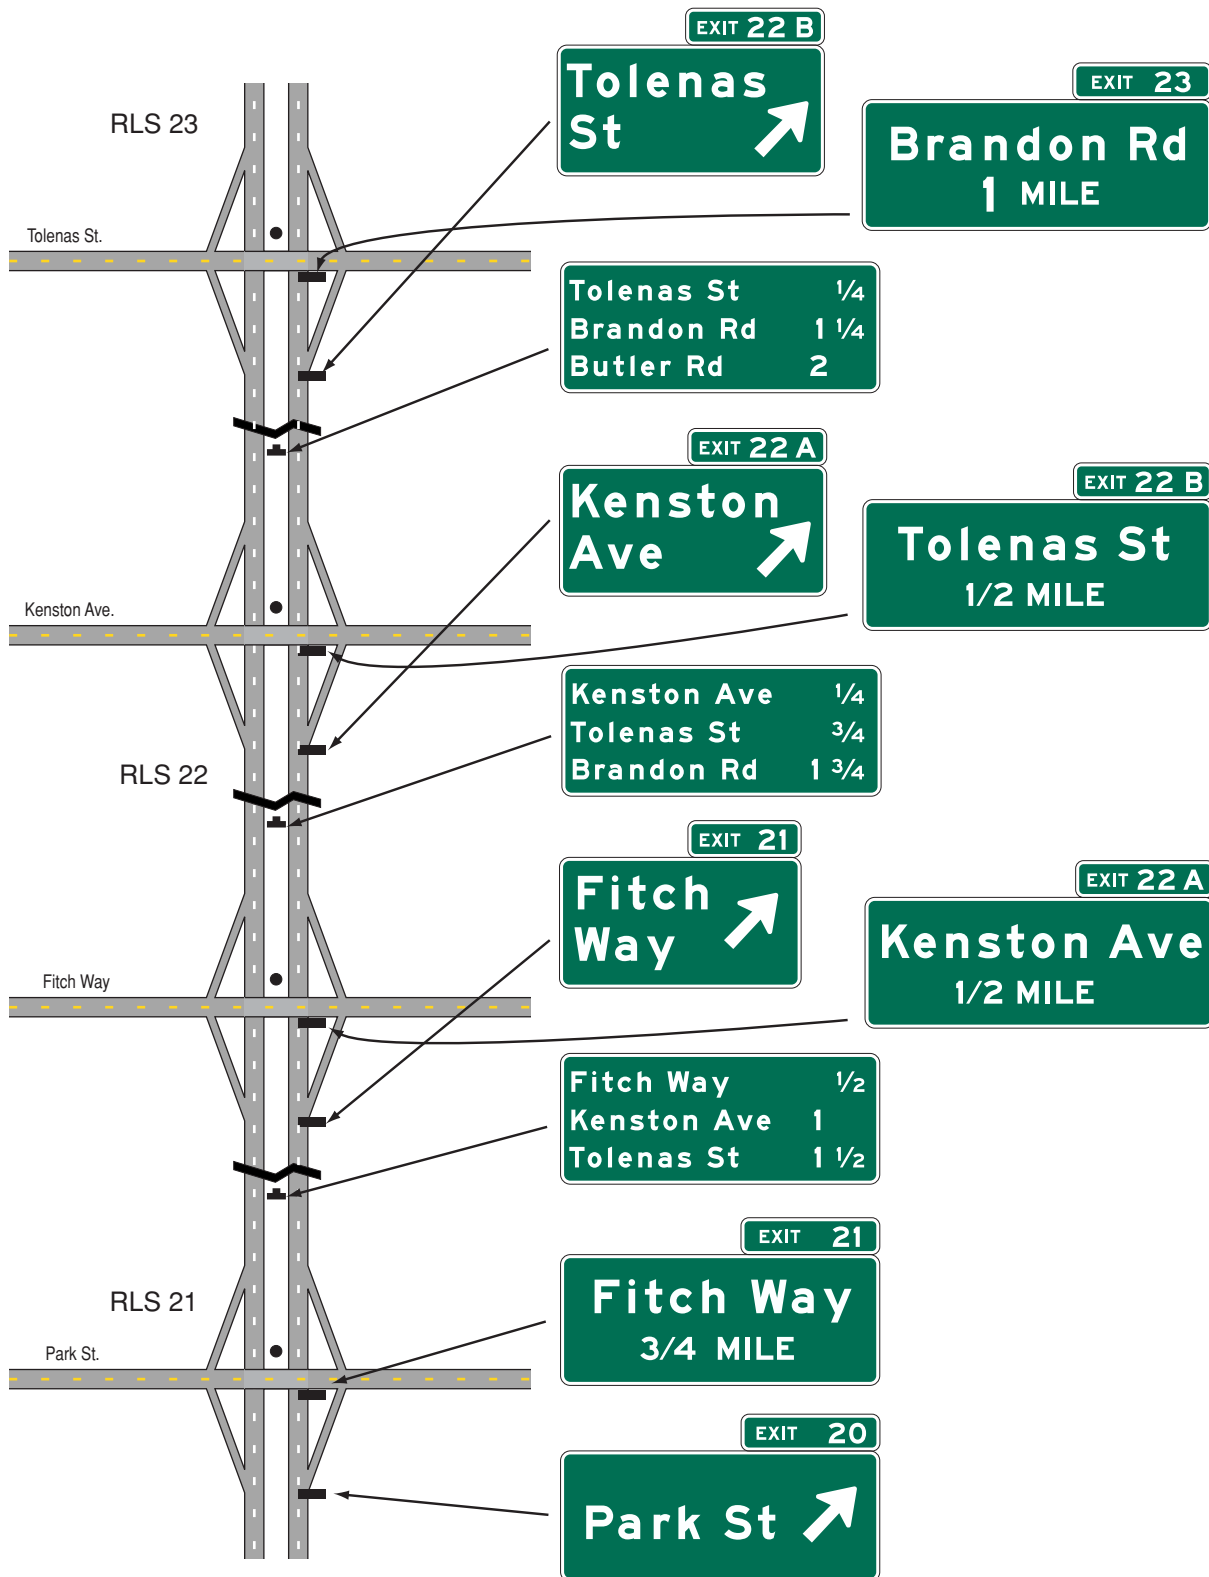 EXIT 22 B
Tolenas
St
EXIT 23
Brandon Rd
1 MILE
RLS 23
Tolenas St.
Tolenas St 1/4
Brandon Rd 1 1/4
Butler Rd 2
EXIT 22 A
Kenston
Ave
EXIT 22 B
Tolenas St
1/2 MILE
Kenston Ave.
Kenston Ave 1/4
Tolenas St 3/4
Brandon Rd 1 3/4
RLS 22
EXIT 21
Fitch
Way
EXIT 22 A
Kenston Ave
1/2 MILE
Fitch Way
Fitch Way 1/2
Kenston Ave 1
Tolenas St 1 1/2
EXIT 21
Fitch Way
3/4 MILE
RLS 21
Park St.
EXIT 20
Park St